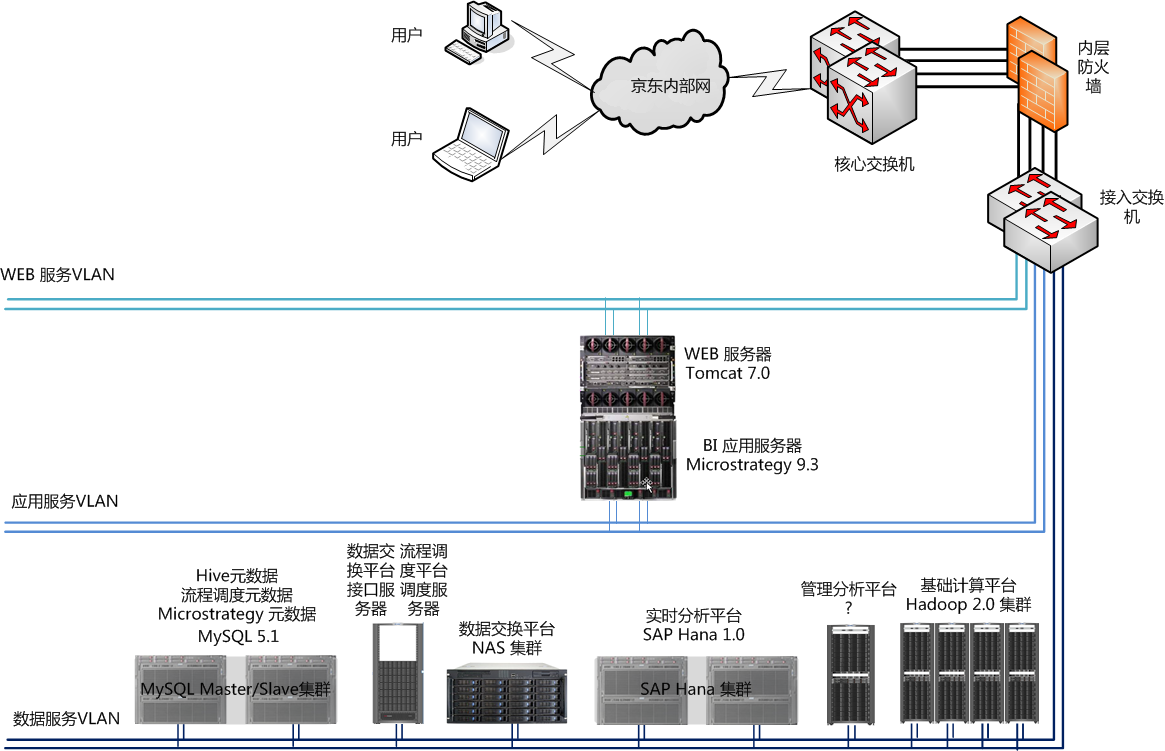 用户
京东内部网
内层
防火
墙
用户
核心交换机
接入交换
机
WEB 服务VLAN
WEB 服务器
Tomcat 7.0
BI 应用服务器
Microstrategy 9.3
应用服务VLAN
Hive元数据
流程调度元数据
Microstrategy 元数据
MySQL 5.1
MySQL Master/Slave集群
数据交
换平台
接口服
务器
流程调
度平台
调度服
务器
数据交换平台
NAS 集群
实时分析平台
SAP Hana 1.0
SAP Hana 集群
管理分析平台
?
基础计算平台
Hadoop 2.0 集群
数据服务VLAN